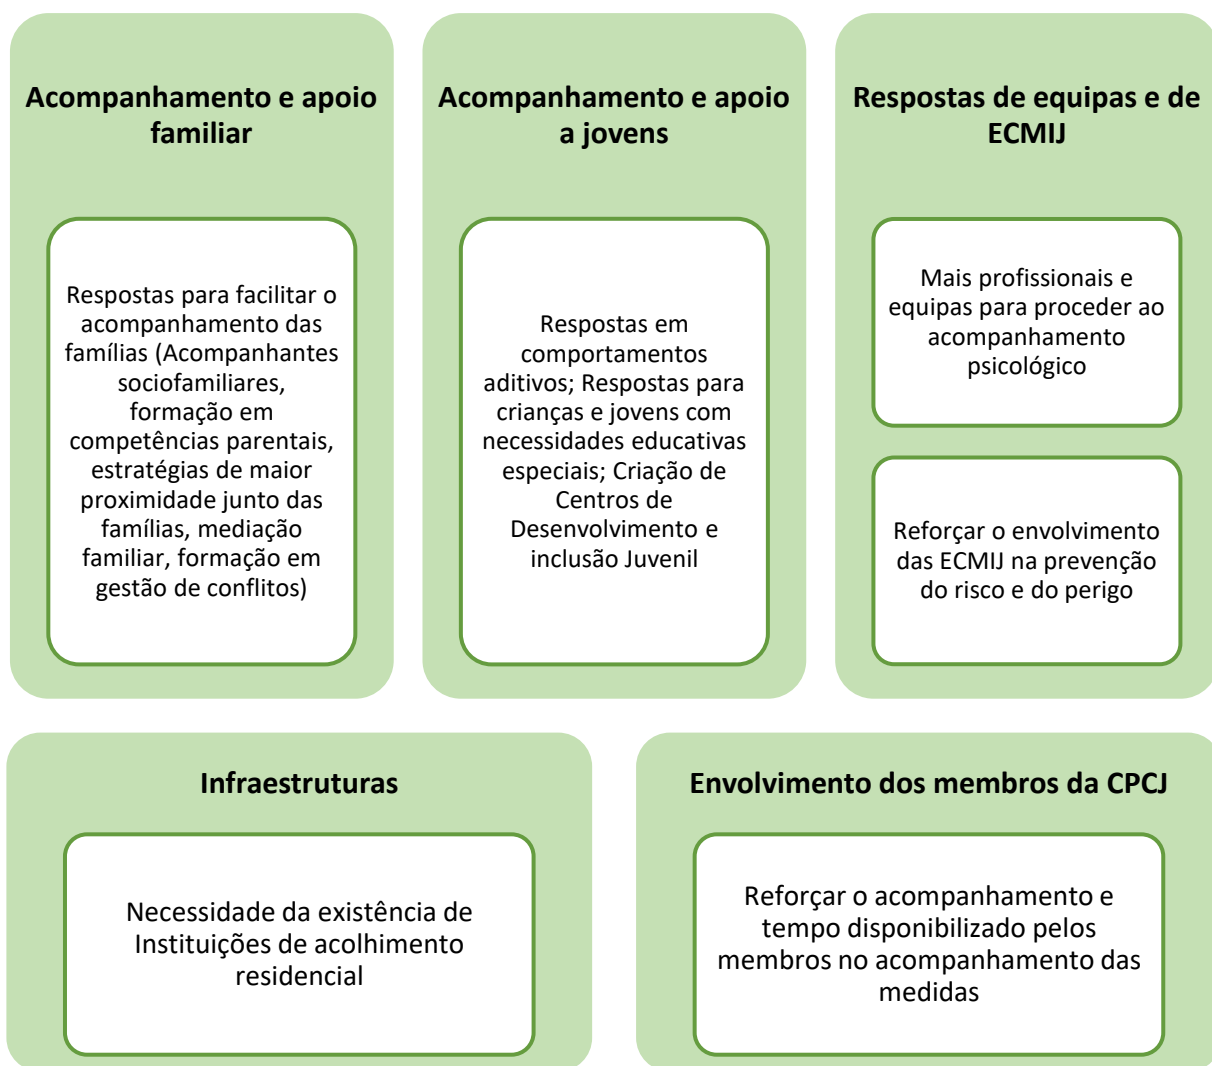 Acompanhamento e apoio
familiar
Respostas para facilitar o
acompanhamento das
famílias (Acompanhantes
sociofamiliares,
formação em
competências parentais,
estratégias de maior
proximidade junto das
famílias, mediação
familiar, formação em
gestão de conflitos)
Acompanhamento e apoio
a jovens
Respostas em
comportamentos
aditivos; Respostas para
crianças e jovens com
necessidades educativas
especiais; Criação de
Centros de
Desenvolvimento e
inclusão Juvenil
Respostas de equipas e de
ECMIJ
Mais profissionais e
equipas para proceder ao
acompanhamento
psicológico
Reforçar o envolvimento
das ECMIJ na prevenção
do risco e do perigo
Infraestruturas
Necessidade da existência de
Instituições de acolhimento
residencial
Envolvimento dos membros da CPCJ
Reforçar o acompanhamento e
tempo disponibilizado pelos
membros no acompanhamento das
medidas